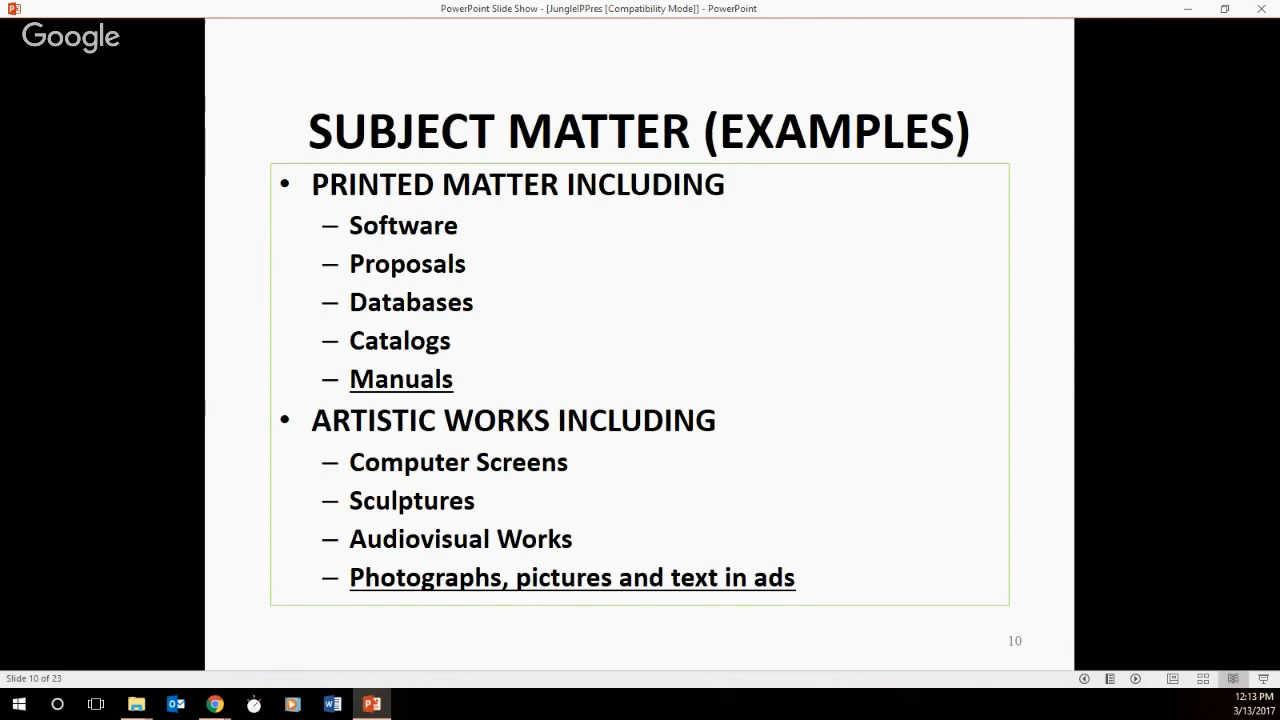 PowerPoint Slide Show - [JungleIPPres [Compatibility Mode]] - PowerPoint
Google
SUBJECT MATTER (EXAMPLES)
• PRINTED MATTER INCLUDING
– Software
– Proposals
– Databases
– Catalogs
– Manuals
• ARTISTIC WORKS INCLUDING
– Computer Screens
– Sculptures
– Audiovisual Works
– Photographs, pictures and text in ads
10
Slide 10 of 23
12:13 PM
3/13/2017